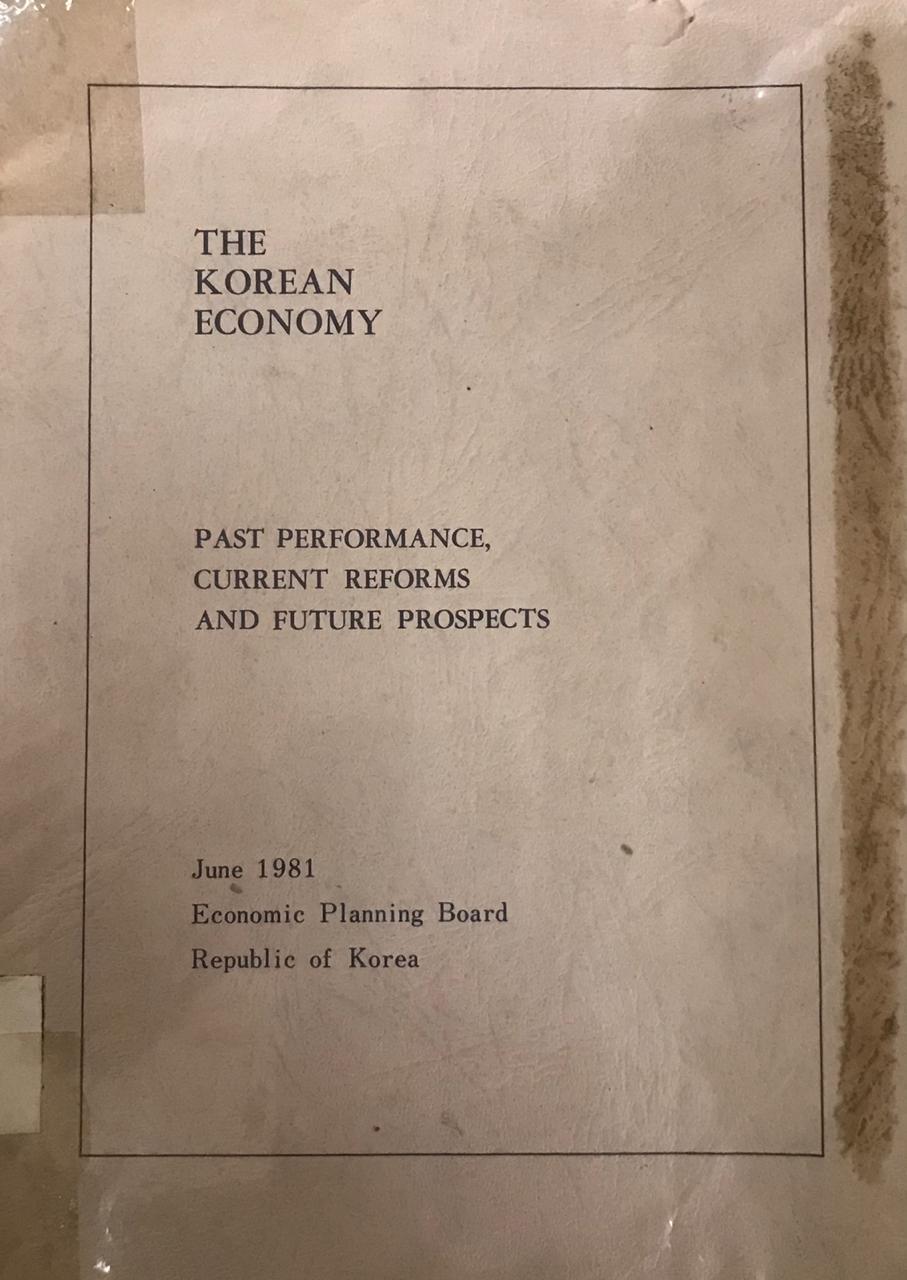 THE
KOREAN
ECONOMY
PAST PERFORMANCE,
CURRENT REFORMS
AND FUTURE PROSPECTS
June 1981
Economic Planning Board
Republic of Korea